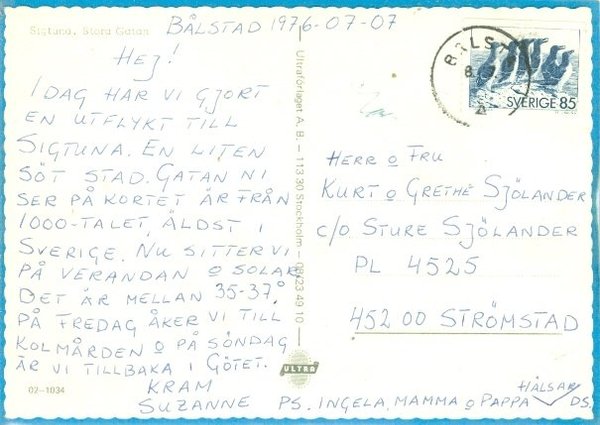 BÅLSTAD 1976-07-07
Sigtuna, Stora Gatan
HEJ!
IDAG HAR VI GJORT
EN UTFLYKT TILL
SIGTUNA. EN LITEN
SÖT STAD. GATAN NI
SER PÅ KORTET ÄR FRÅN
1000-TALET, ÄLDST I
SVERIGE. NU SITTER VI
PÅ VERANDAN O SOLAR.
DET ÄR MELLAN 35-37°.
PÅ FREDAG ÅKER VI TILL
KOLMÅRDEN O PÅ SÖNDAG
ÄR VI TILLBAKA I GÖTET.
KRAM
SUZANNE
PS. INGELA, MAMMA O PAPPA HÄLSAR DS.
07-1034
Ultraförlaget A. B. — 113 30 Stockholm — 08/23 49 10
ULTRA
SVERIGE 85
HERR O FRU
KURT O GRETHE SJÖLANDER
C/O STURE SJÖLANDER
PL 4525
452 00 STRÖMSTAD